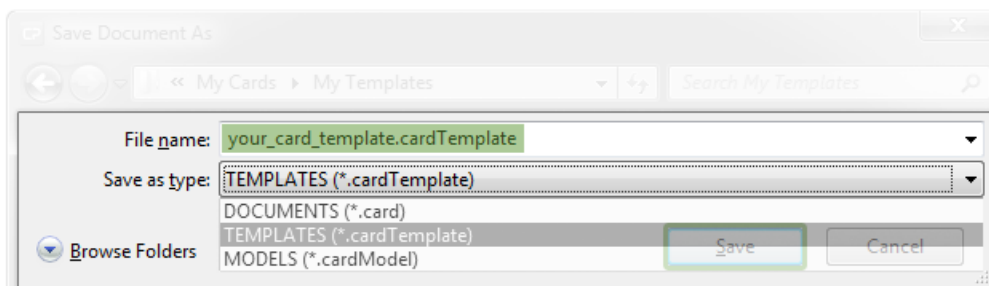 Save Document As
« My Cards ▸ My Templates Search My Templates
File name: your_card_template.cardTemplate
Save as type: TEMPLATES (*.cardTemplate)
DOCUMENTS (*.card)
TEMPLATES (*.cardTemplate)
MODELS (*.cardModel)
Browse Folders Save Cancel